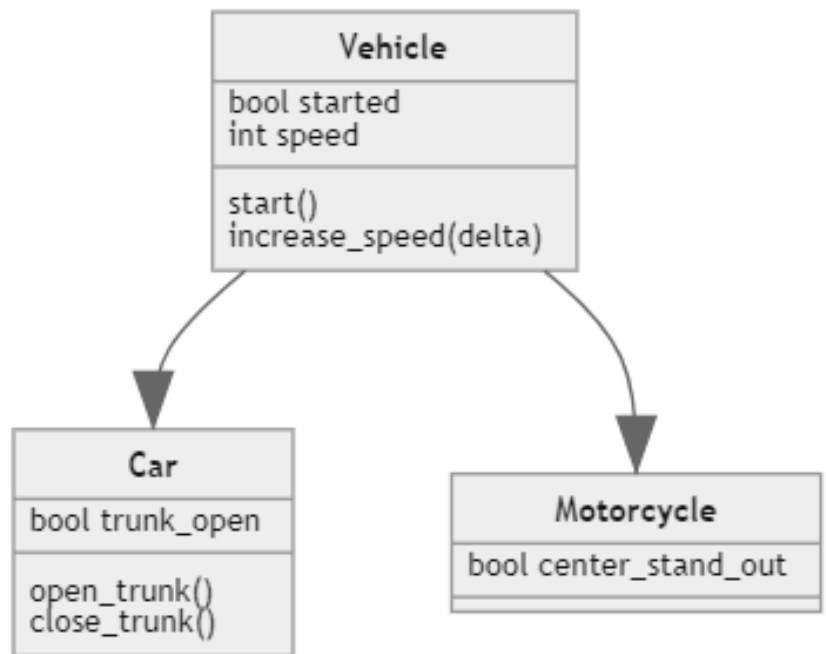 Vehicle
bool started
int speed
start()
increase_speed(delta)
Car
bool trunk_open
open_trunk()
close_trunk()
Motorcycle
bool center_stand_out